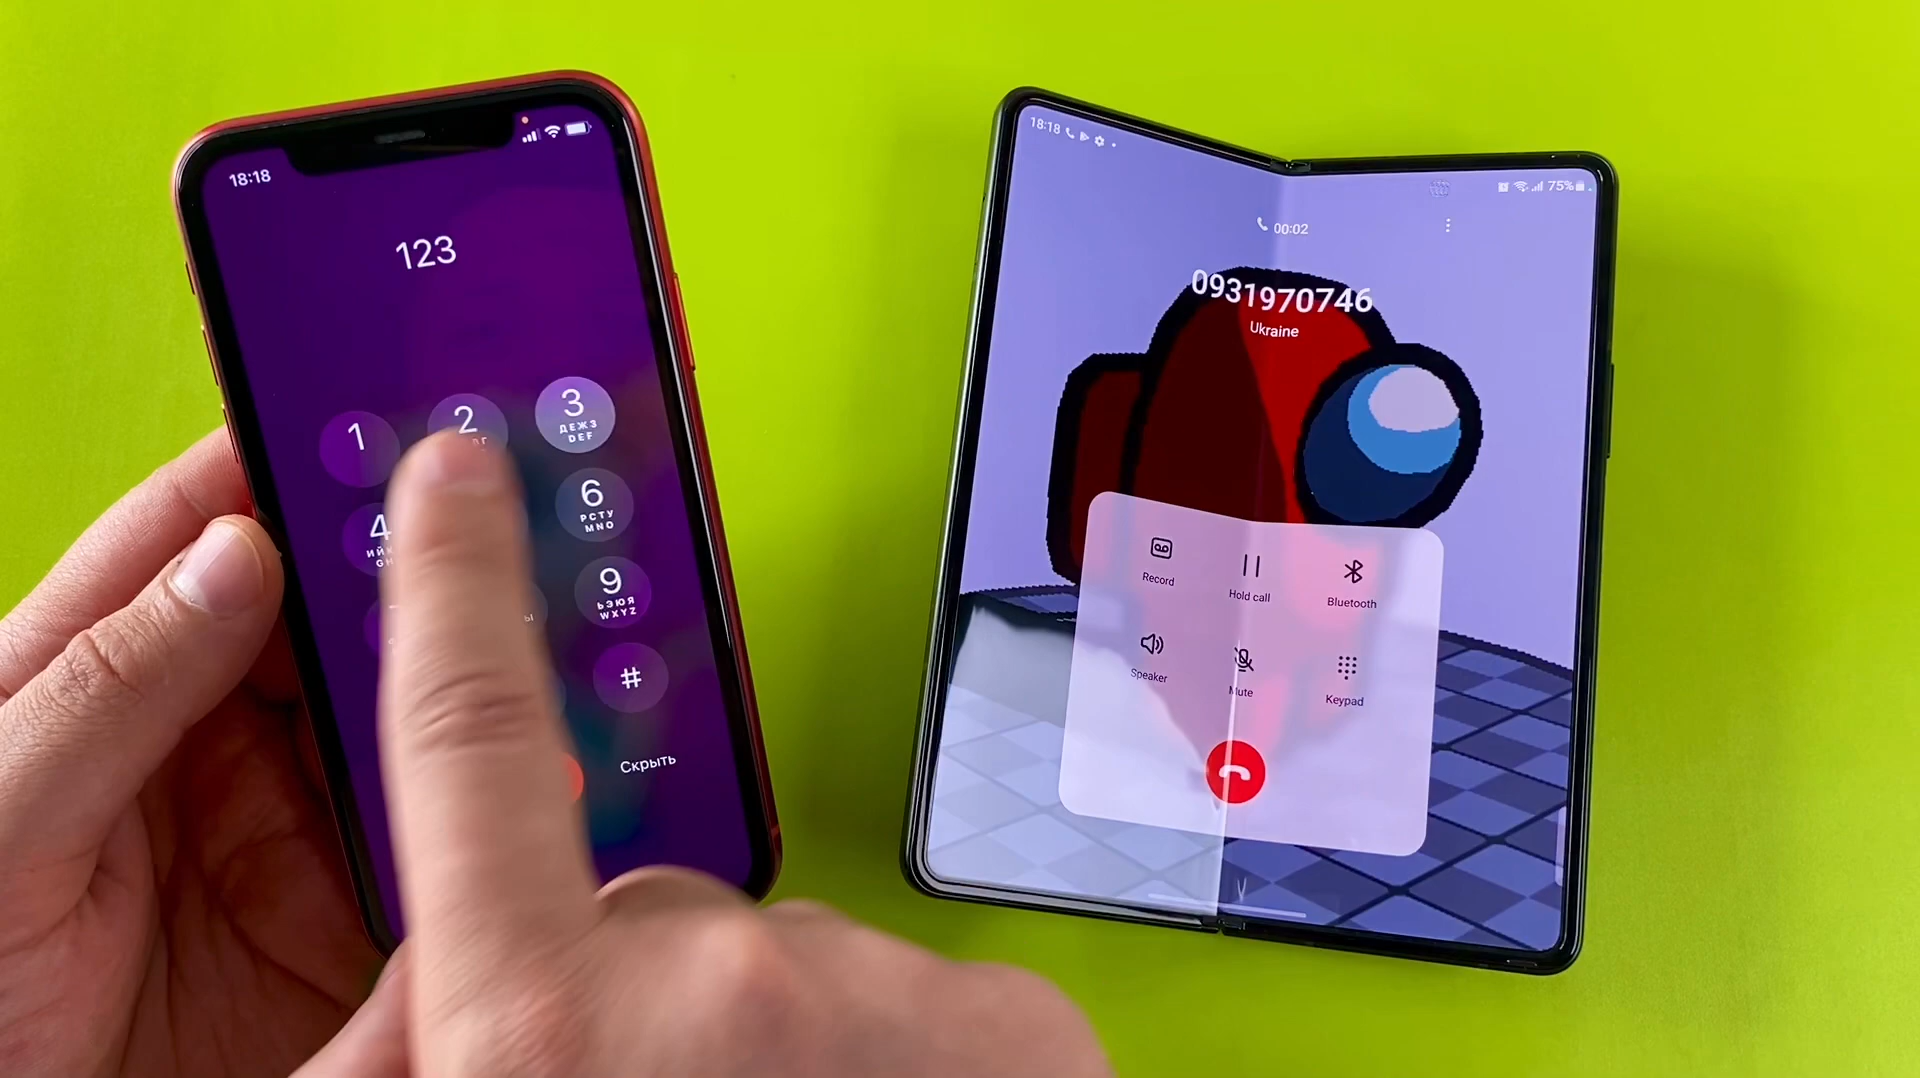 18:18
123
1
2
3
ДЕЖЗ
DEF
4
6
РСТУ
MNO
9
ЬЭЮЯ
WXYZ
#
Скрыть
18:18
75%
00:02
0931970746
Ukraine
Record
Hold call
Bluetooth
Speaker
Mute
Keypad